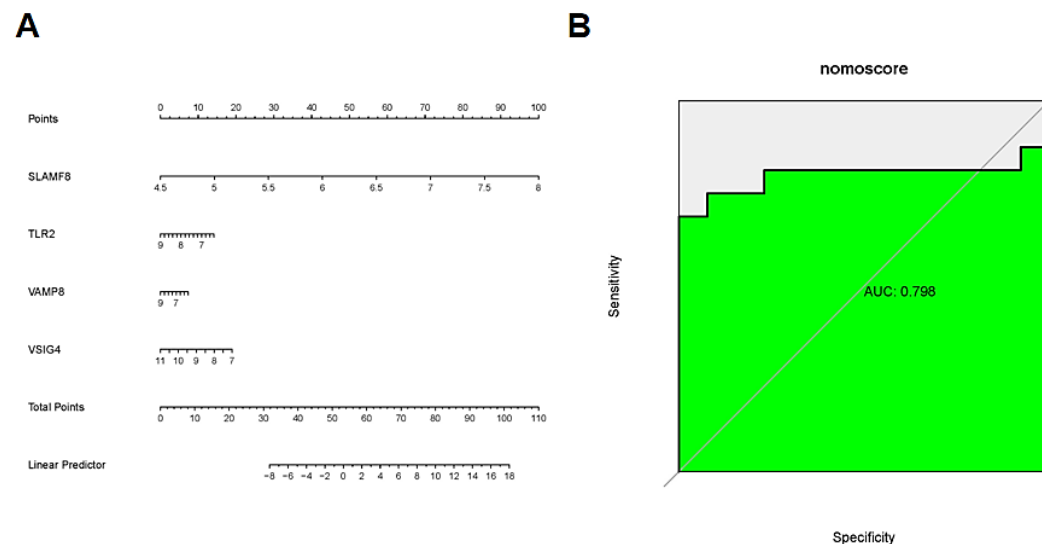 A
B
nomoscore
0 10 20 30 40 50 60 70 80 90 100
Points
SLAMF8
4.5 5 5.5 6 6.5 7 7.5 8
TLR2
9 8 7
VAMP8
9 7
VSIG4
11 10 9 8 7
Total Points
0 10 20 30 40 50 60 70 80 90 100 110
Linear Predictor
−8 −6 −4 −2 0 2 4 6 8 10 12 14 16 18
Sensitivity
AUC: 0.798
Specificity